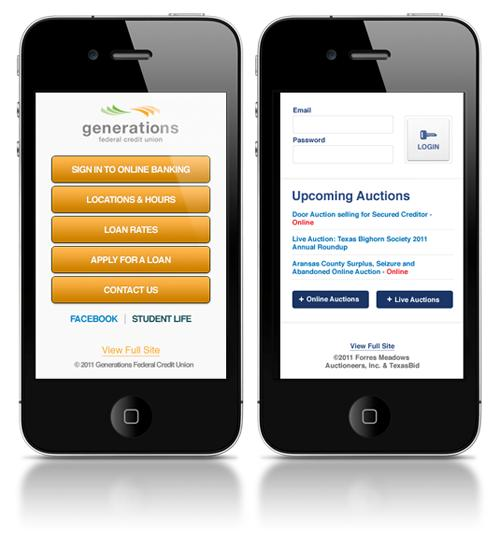 generations
federal credit union
SIGN IN TO ONLINE BANKING
LOCATIONS & HOURS
LOAN RATES
APPLY FOR A LOAN
CONTACT US
FACEBOOK | STUDENT LIFE
View Full Site
© 2011 Generations Federal Credit Union
Email
Password
LOGIN
Upcoming Auctions
Door Auction selling for Secured Creditor -
Online
Live Auction: Texas Bighorn Society 2011
Annual Roundup
Aransas County Surplus, Seizure and
Abandoned Online Auction - Online
+ Online Auctions
+ Live Auctions
View Full Site
©2011 Forres Meadows
Auctioneers, Inc. & TexasBid